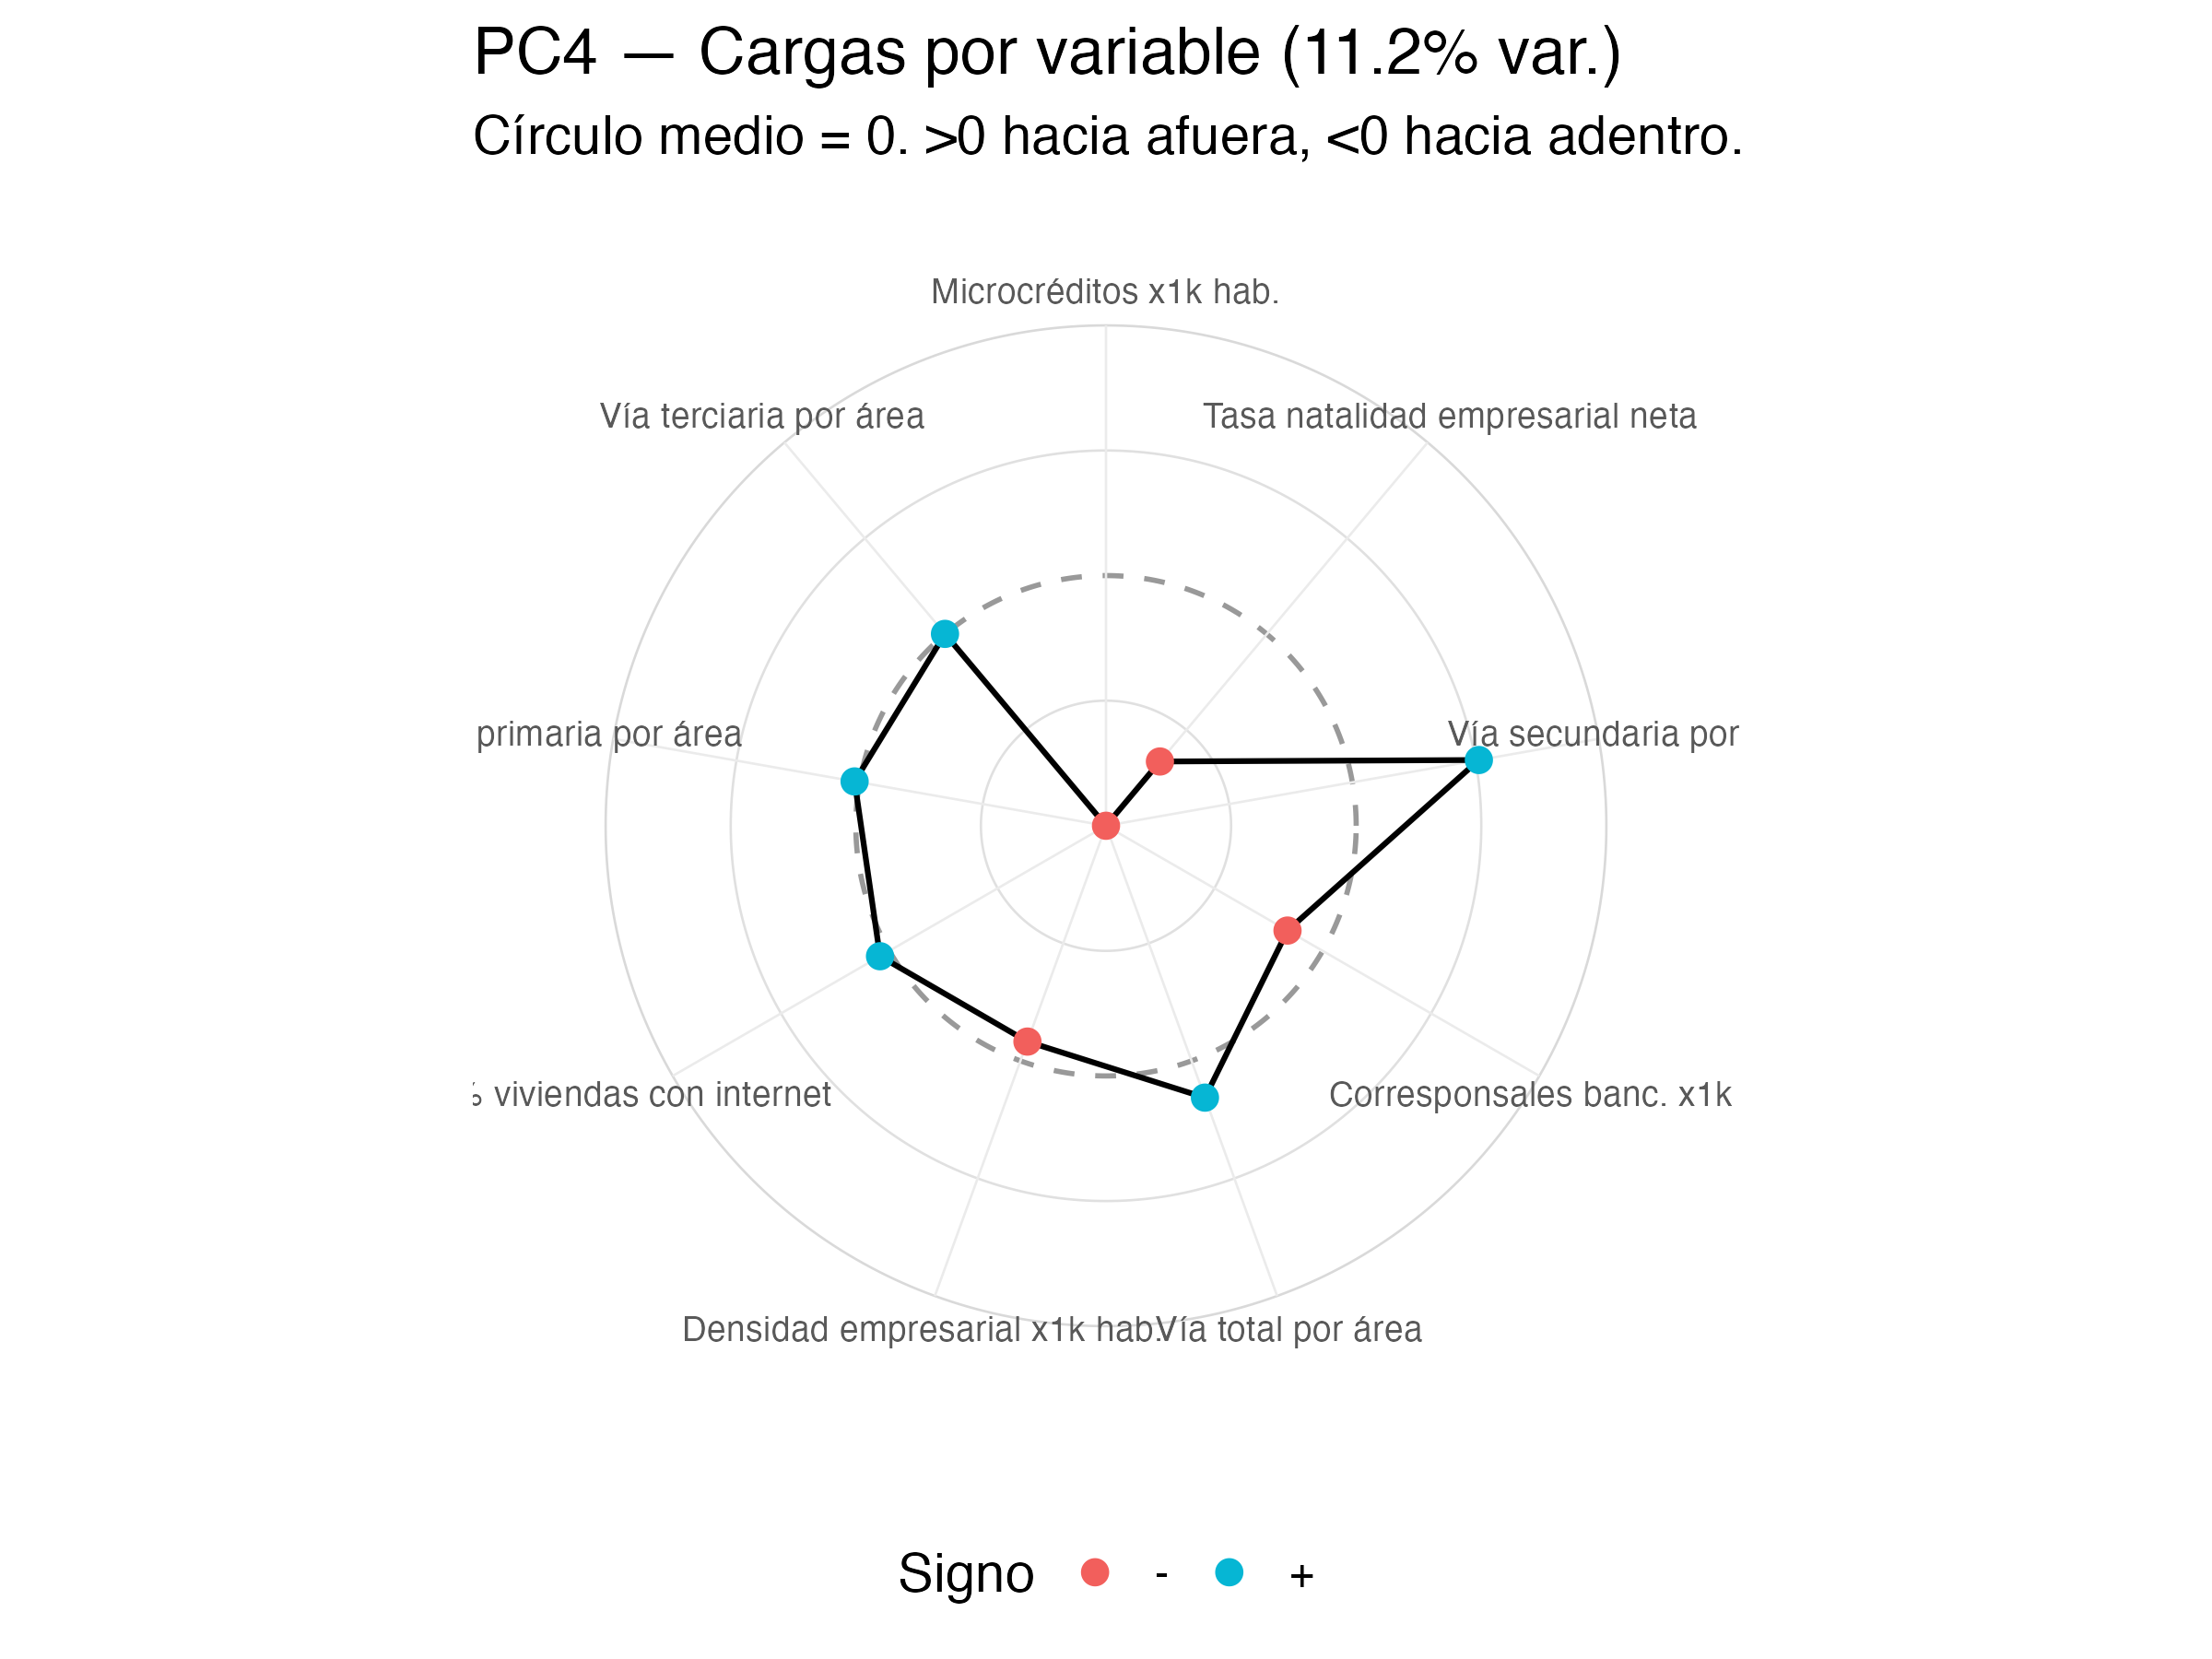 PC4 — Cargas por variable (11.2% var.)
Círculo medio = 0. >0 hacia afuera, <0 hacia adentro.
Microcréditos x1k hab.
Vía terciaria por área
Tasa natalidad empresarial neta
primaria por área
Vía secundaria por
% viviendas con internet
Corresponsales banc. x1k
Densidad empresarial x1k hab.
Vía total por área
Signo - +